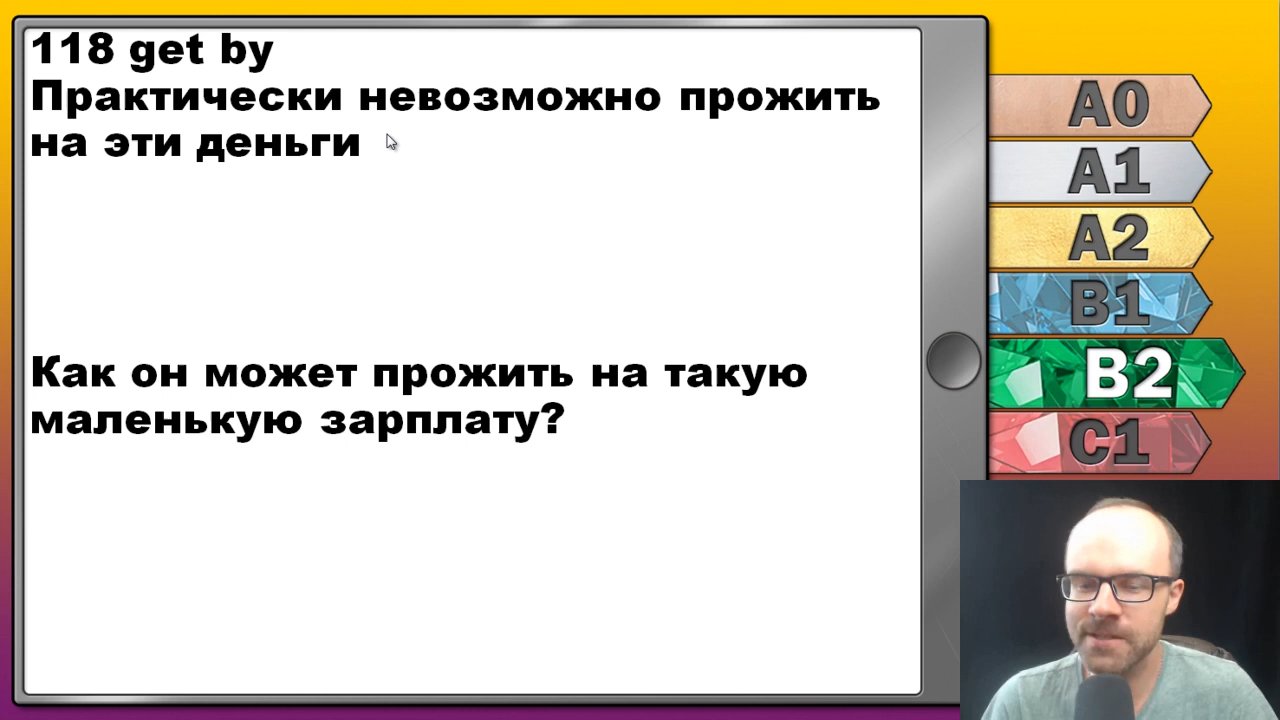 118 get by
Практически невозможно прожить
на эти деньги
Как он может прожить на такую
маленькую зарплату?
A0
A1
A2
B1
B2
C1